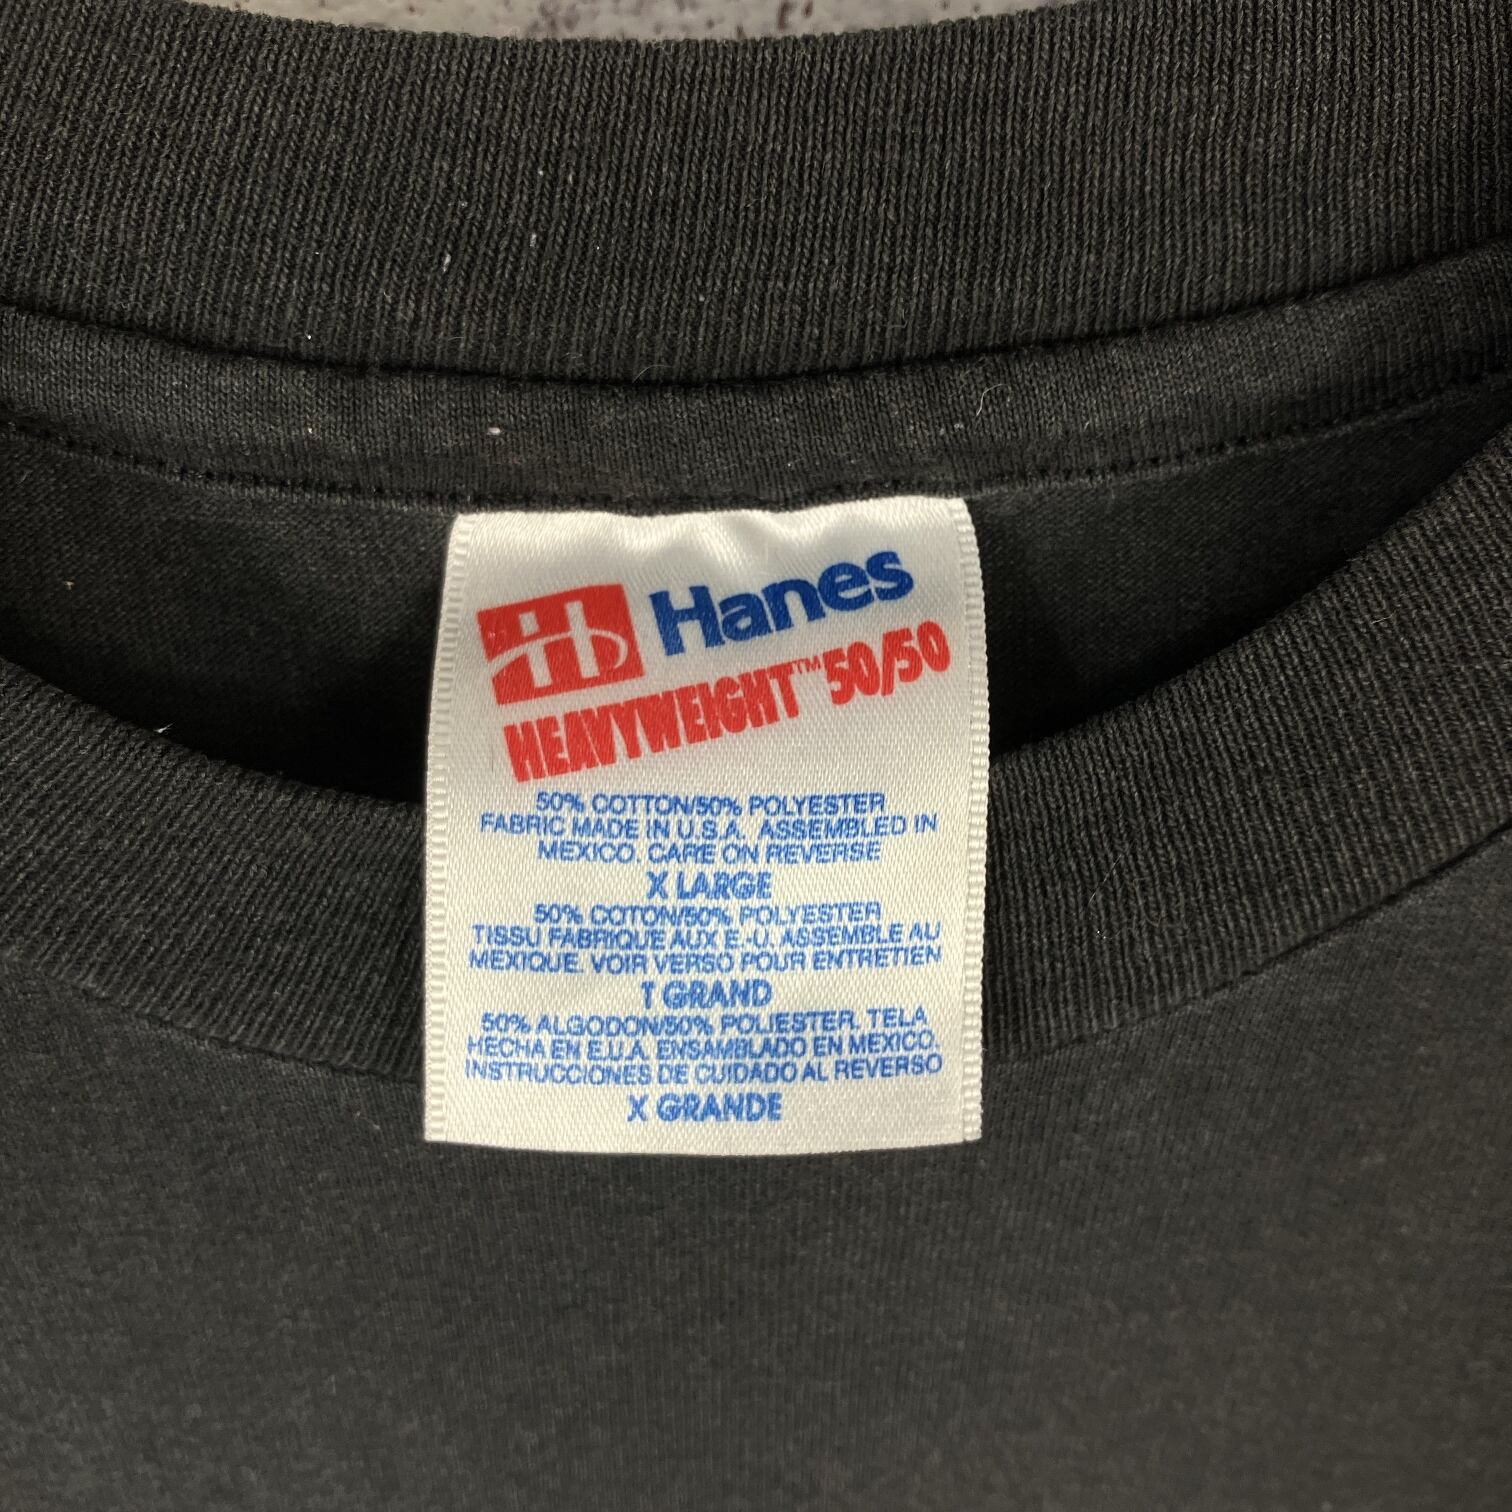 Hanes
HEAVYWEIGHT™ 50/50
50% COTTON/50% POLYESTER
FABRIC MADE IN U.S.A. ASSEMBLED IN
MEXICO. CARE ON REVERSE
X LARGE
50% COTON/50% POLYESTER
TISSU FABRIQUE AUX E.-U. ASSEMBLE AU
MEXIQUE. VOIR VERSO POUR ENTRETIEN
T GRAND
50% ALGODON/50% POLIESTER. TELA
HECHA EN E.U.A. ENSAMBLADO EN MEXICO.
INSTRUCCIONES DE CUIDADO AL REVERSO
X GRANDE